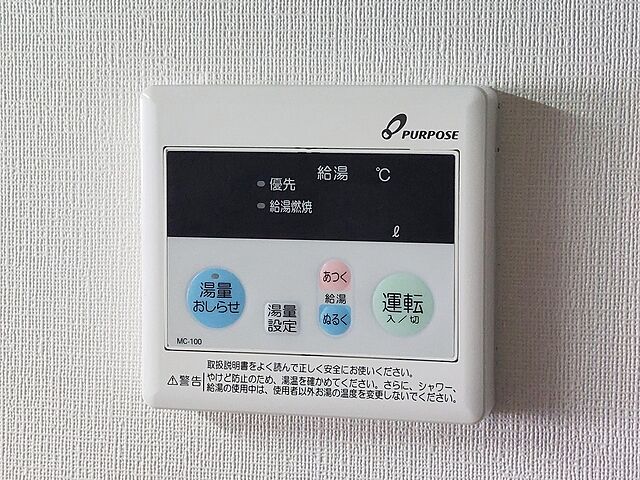 PURPOSE
給湯 ℃
優先
給湯燃焼
ℓ
湯量
おしらせ
湯量
設定
あつく
給湯
ぬるく
運転
入／切
MC-100
取扱説明書をよく読んで正しく安全にお使いください。
⚠警告
やけど防止のため、湯温を確かめてください。さらに、シャワー、
給湯の使用中は、使用者以外お湯の温度を変更しないでください。